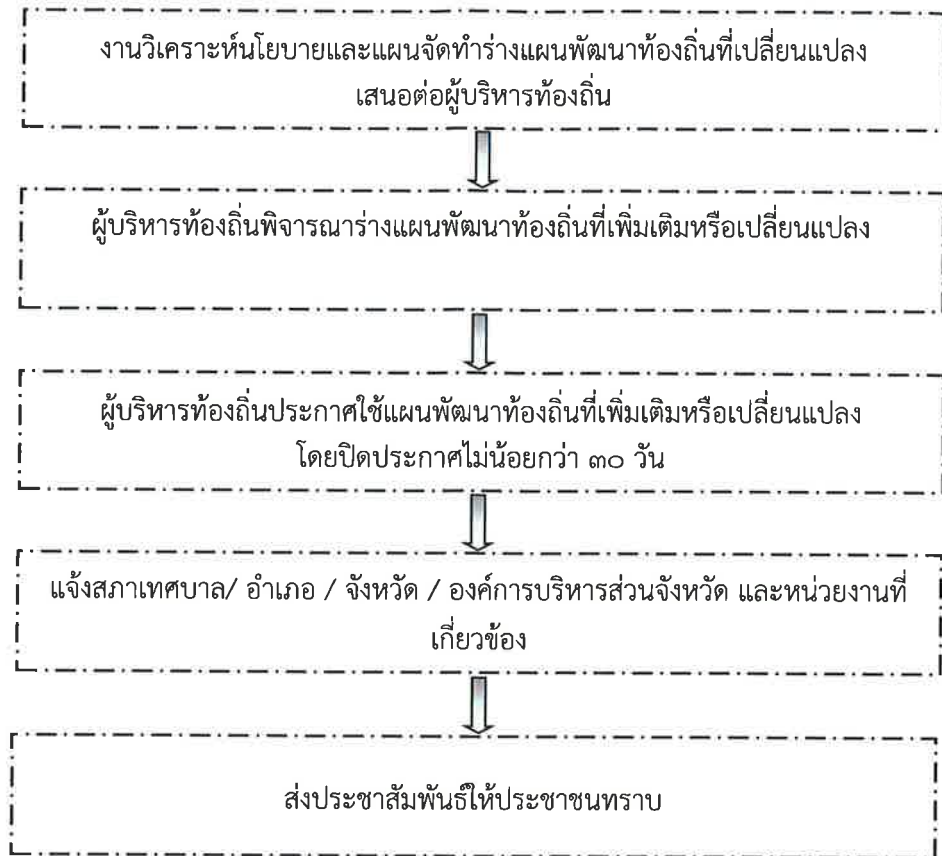 งานวิเคราะห์นโยบายและแผนจัดทำร่างแผนพัฒนาท้องถิ่นที่เปลี่ยนแปลง
เสนอต่อผู้บริหารท้องถิ่น
ผู้บริหารท้องถิ่นพิจารณาร่างแผนพัฒนาท้องถิ่นที่เพิ่มเติมหรือเปลี่ยนแปลง
ผู้บริหารท้องถิ่นประกาศใช้แผนพัฒนาท้องถิ่นที่เพิ่มเติมหรือเปลี่ยนแปลง
โดยปิดประกาศไม่น้อยกว่า ๓๐ วัน
แจ้งสภาเทศบาล/ อำเภอ / จังหวัด / องค์การบริหารส่วนจังหวัด และหน่วยงานที่
เกี่ยวข้อง
ส่งประชาสัมพันธ์ให้ประชาชนทราบ